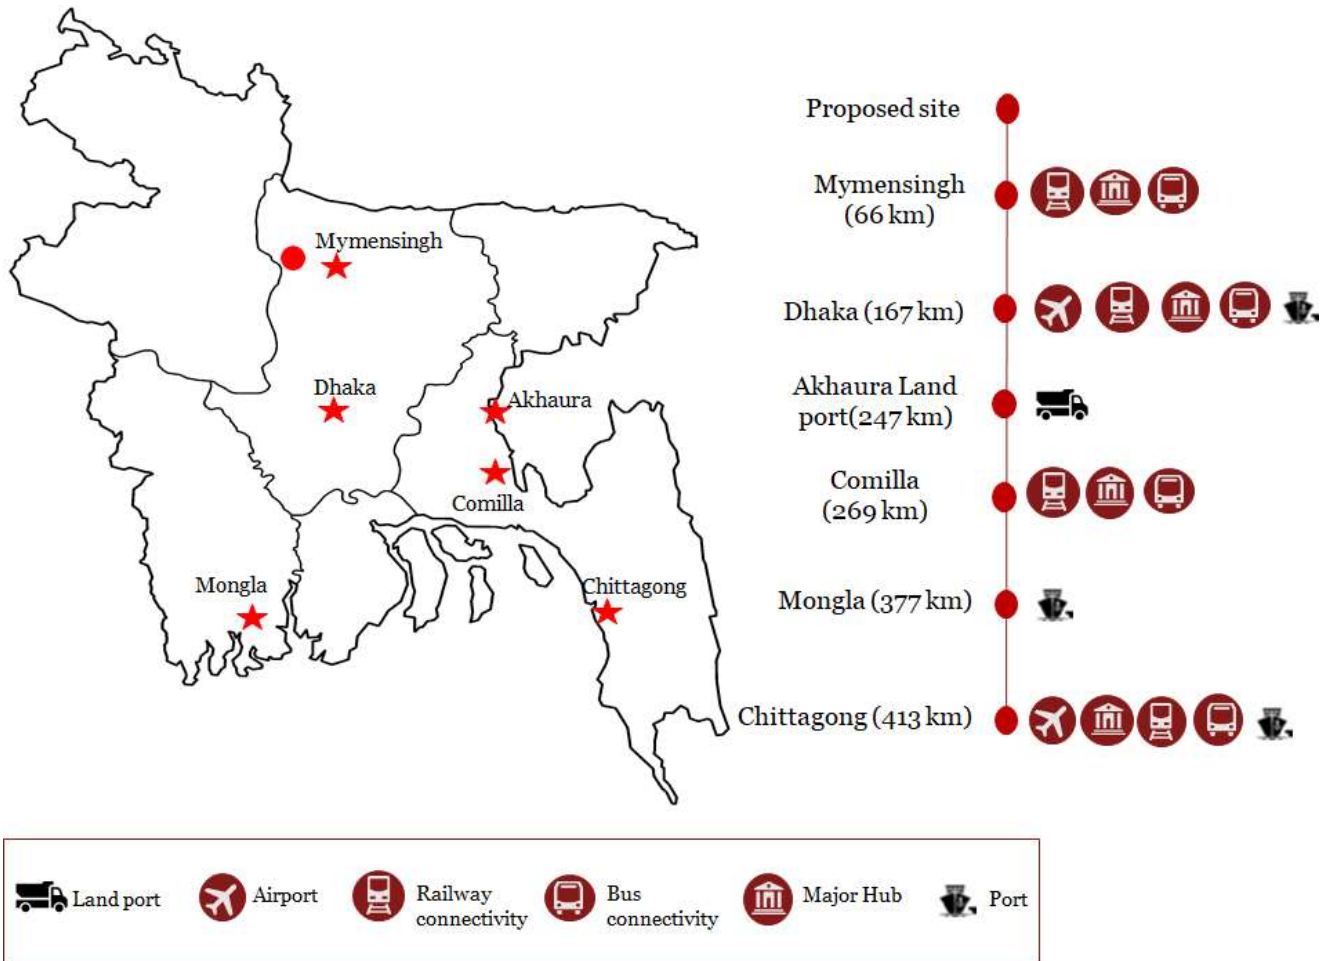 Proposed site
Mymensingh
(66 km)
Dhaka (167 km)
Akhaura Land
port(247 km)
Comilla
(269 km)
Mongla (377 km)
Chittagong (413 km)
Mymensingh
Dhaka
Akhaura
Comilla
Mongla
Chittagong
Land port
Airport
Railway
connectivity
Bus
connectivity
Major Hub
Port